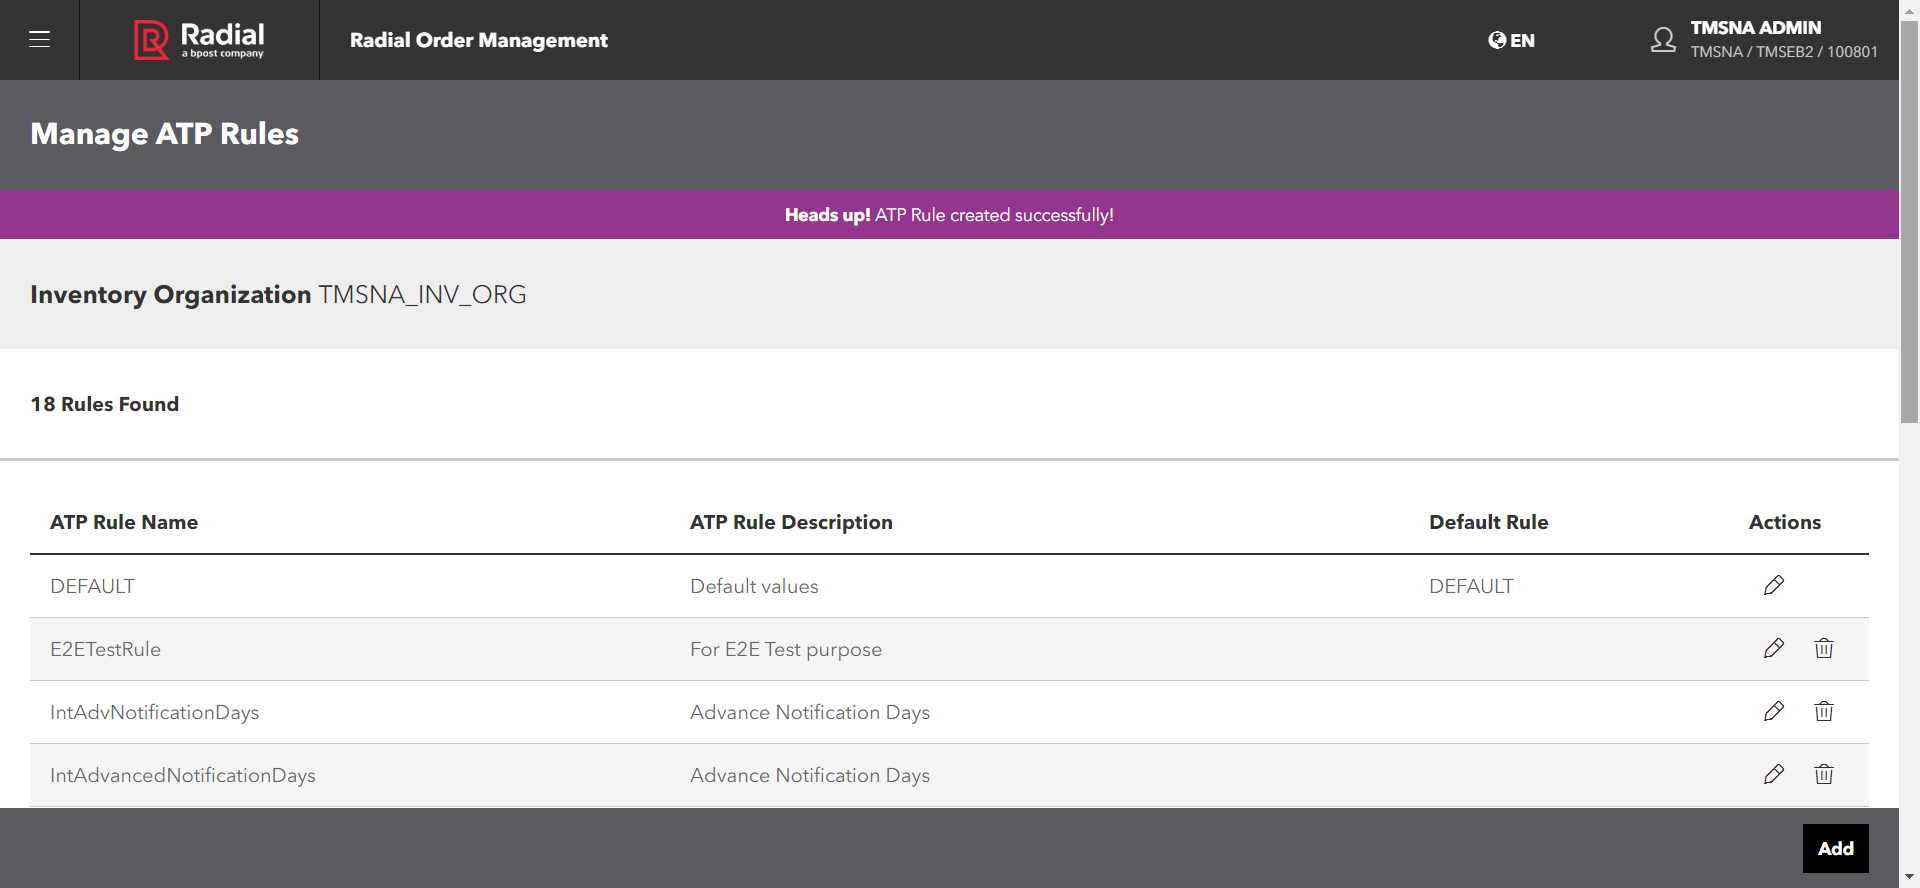 Radial
a bpost company
Radial Order Management
EN
TMSNA ADMIN
TMSNA / TMSEB2 / 100801
Manage ATP Rules
Heads up! ATP Rule created successfully!
Inventory Organization TMSNA_INV_ORG
18 Rules Found
ATP Rule Name ATP Rule Description Default Rule Actions
DEFAULT Default values DEFAULT
E2ETestRule For E2E Test purpose
IntAdvNotificationDays Advance Notification Days
IntAdvancedNotificationDays Advance Notification Days
Add